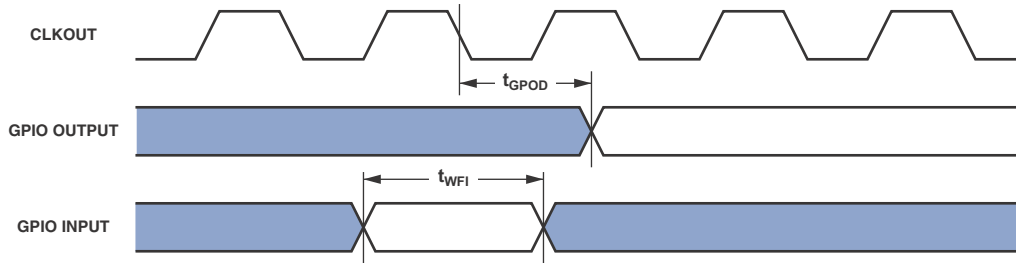 CLKOUT
tGPOD
GPIO OUTPUT
tWFI
GPIO INPUT